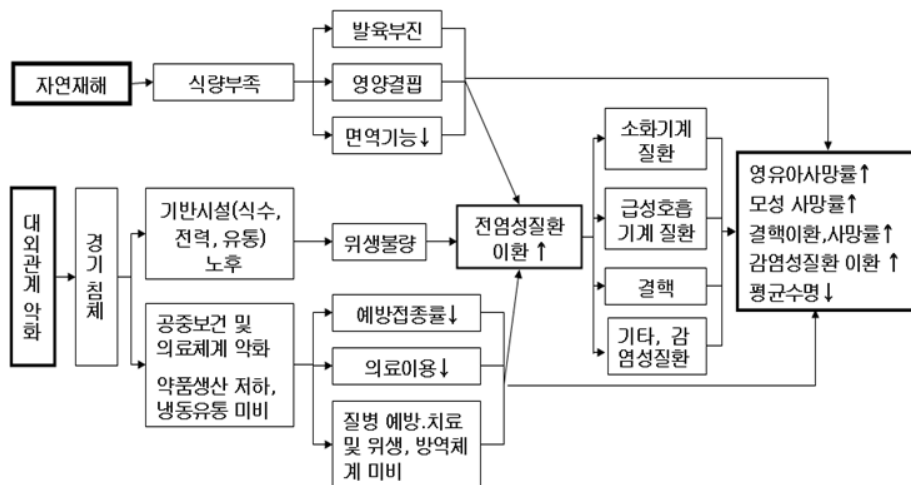 자연재해
식량부족
발육부진
영양결핍
면역기능↓
대외관계 악화
경기 침체
기반시설(식수,
전력, 유통)
노후
위생불량
공중보건 및
의료체계 악화
약품생산 저하,
냉동유통 미비
예방접종률↓
의료이용↓
질병 예방.치료
및 위생, 방역체
계 미비
전염성질환
이환 ↑
소화기계
질환
급성호흡
기계 질환
결핵
기타, 감
염성질환
영유아사망률↑
모성 사망률↑
결핵이환,사망률↑
감염성질환 이환 ↑
평균수명↓